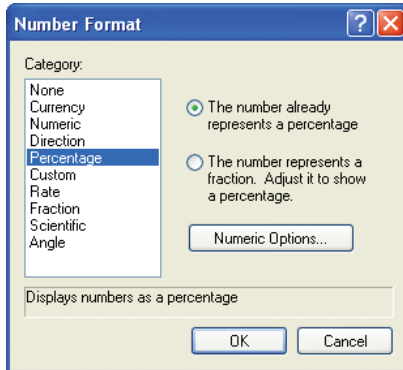 Number Format
Category:
None
Currency
Numeric
Direction
Percentage
Custom
Rate
Fraction
Scientific
Angle
The number already
represents a percentage
The number represents a
fraction. Adjust it to show
a percentage.
Numeric Options...
Displays numbers as a percentage
OK
Cancel